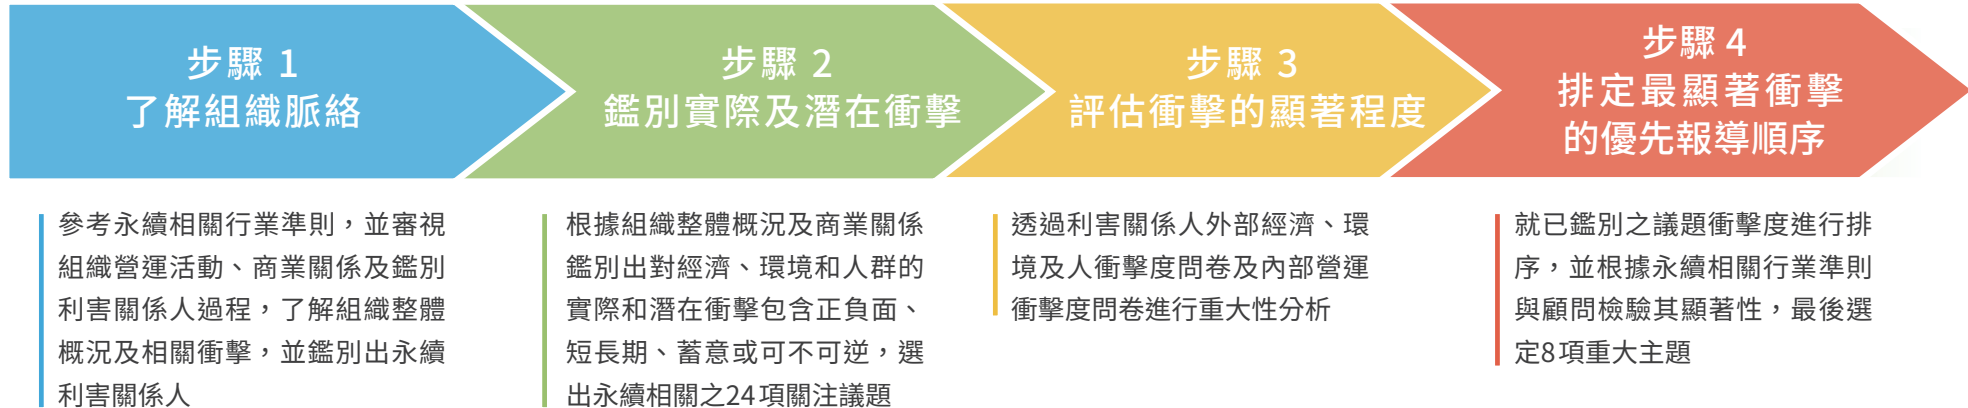 步驟 1
了解組織脈絡
步驟 2
鑑別實際及潛在衝擊
步驟 3
評估衝擊的顯著程度
步驟 4
排定最顯著衝擊
的優先報導順序
參考永續相關行業準則，並審視
組織營運活動、商業關係及鑑別
利害關係人過程，了解組織整體
概況及相關衝擊，並鑑別出永續
利害關係人
根據組織整體概況及商業關係
鑑別出對經濟、環境和人群的
實際和潛在衝擊包含正負面、
短長期、蓄意或可不可逆，選
出永續相關之24項關注議題
透過利害關係人外部經濟、環
境及人衝擊度問卷及內部營運
衝擊度問卷進行重大性分析
就已鑑別之議題衝擊度進行排
序，並根據永續相關行業準則
與顧問檢驗其顯著性，最後選
定8項重大主題